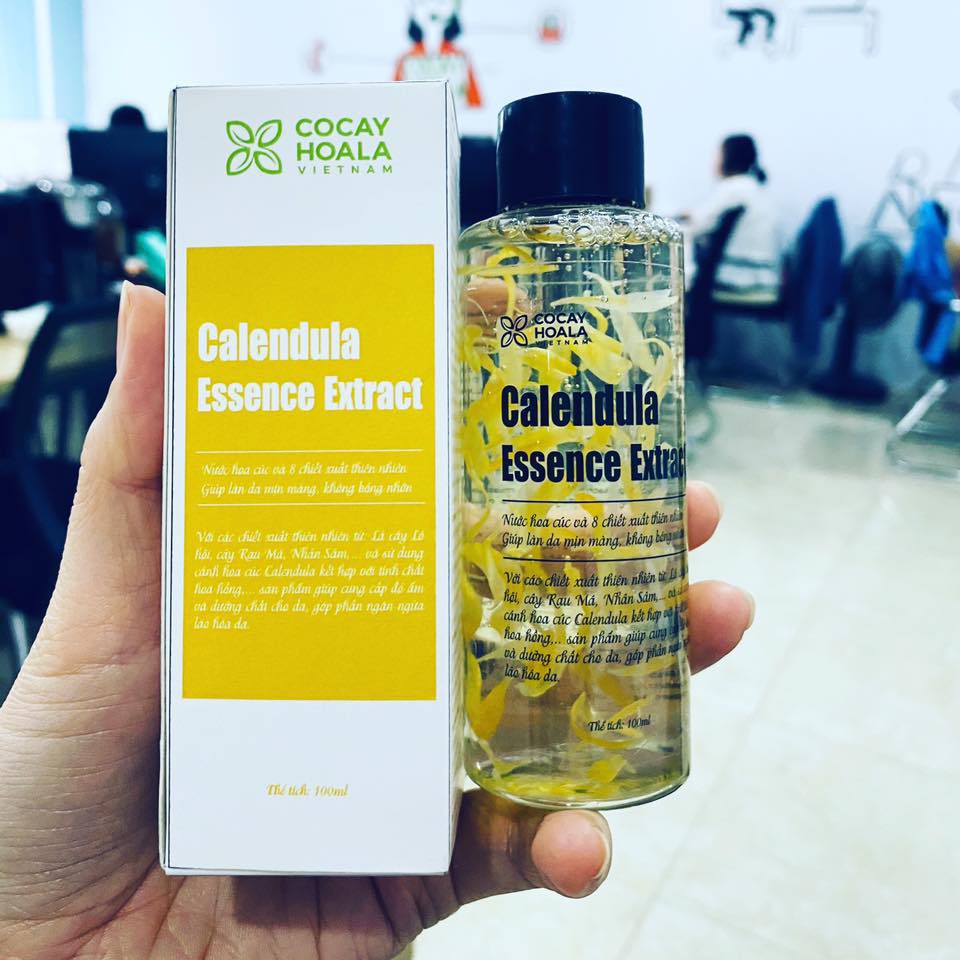 COCAY
HOALA
VIETNAM
Calendula
Essence Extract
Nước hoa cúc và 8 chiết xuất thiên nhiên
Giúp làn da mịn màng, không bóng nhờn
Với các chiết xuất thiên nhiên từ: Lá cây Lô
hội, cây Rau Má, Nhân Sâm,... và sử dụng
cánh hoa cúc Calendula kết hợp với tinh chất
hoa hồng,... sản phẩm giúp cung cấp độ ẩm
và dưỡng chất cho da, góp phần ngăn ngừa
lão hóa da.
Thể tích: 100ml
COCAY
HOALA
VIETNAM
Calendula
Essence Extract
Nước hoa cúc và 8 chiết xuất thiên
Giúp làn da mịn màng, không bóng
Với các chiết xuất thiên nhiên từ: Lá
hội, cây Rau Má, Nhân Sâm,... và
cánh hoa cúc Calendula kết hợp với
hoa hồng,... sản phẩm giúp cung
và dưỡng chất cho da, góp phần
lão hóa da.
Thể tích: 100ml